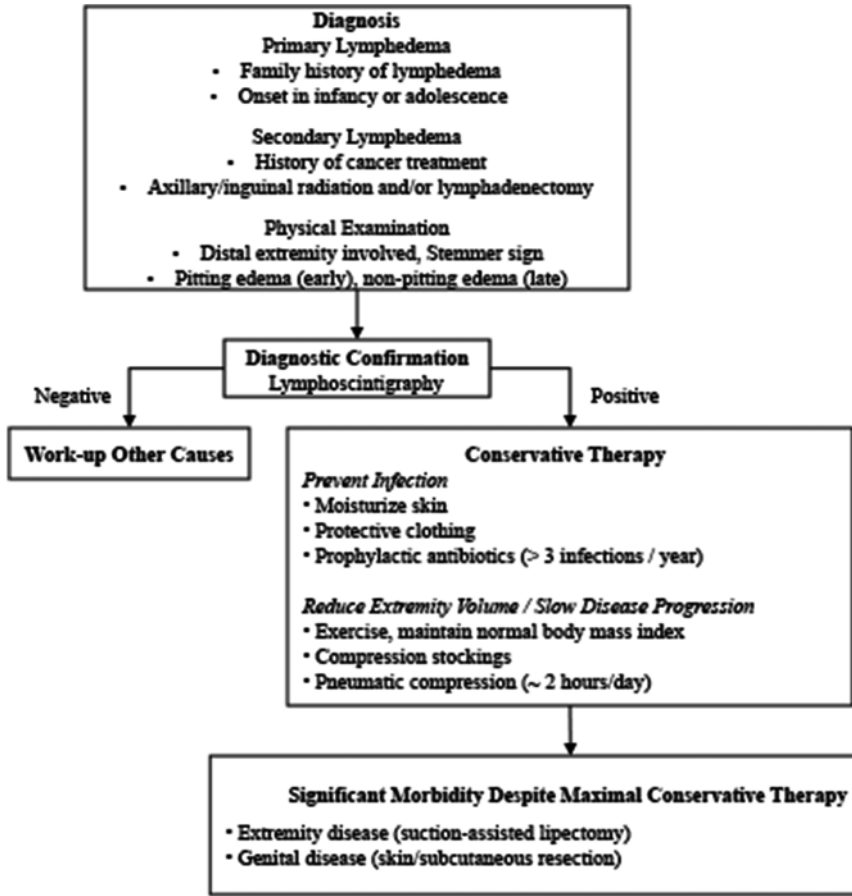 Diagnosis
Primary Lymphedema
• Family history of lymphedema
• Onset in infancy or adolescence
Secondary Lymphedema
• History of cancer treatment
• Axillary/inguinal radiation and/or lymphadenectomy
Physical Examination
• Distal extremity involved, Stemmer sign
• Pitting edema (early), non-pitting edema (late)
Diagnostic Confirmation
Lymphoscintigraphy
Negative
Positive
Work-up Other Causes
Conservative Therapy
Prevent Infection
• Moisturize skin
• Protective clothing
• Prophylactic antibiotics (> 3 infections / year)
Reduce Extremity Volume / Slow Disease Progression
• Exercise, maintain normal body mass index
• Compression stockings
• Pneumatic compression (~ 2 hours/day)
Significant Morbidity Despite Maximal Conservative Therapy
• Extremity disease (suction-assisted lipectomy)
• Genital disease (skin/subcutaneous resection)